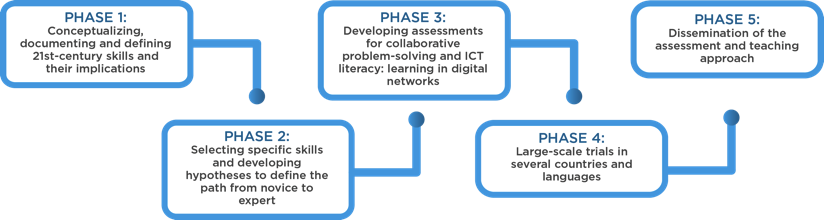 PHASE 1:
Conceptualizing,
documenting and defining
21st-century skills and
their implications
PHASE 2:
Selecting specific skills
and developing
hypotheses to define the
path from novice to
expert
PHASE 3:
Developing assessments
for collaborative
problem-solving and ICT
literacy: learning in digital
networks
PHASE 4:
Large-scale trials in
several countries and
languages
PHASE 5:
Dissemination of the
assessment and teaching
approach